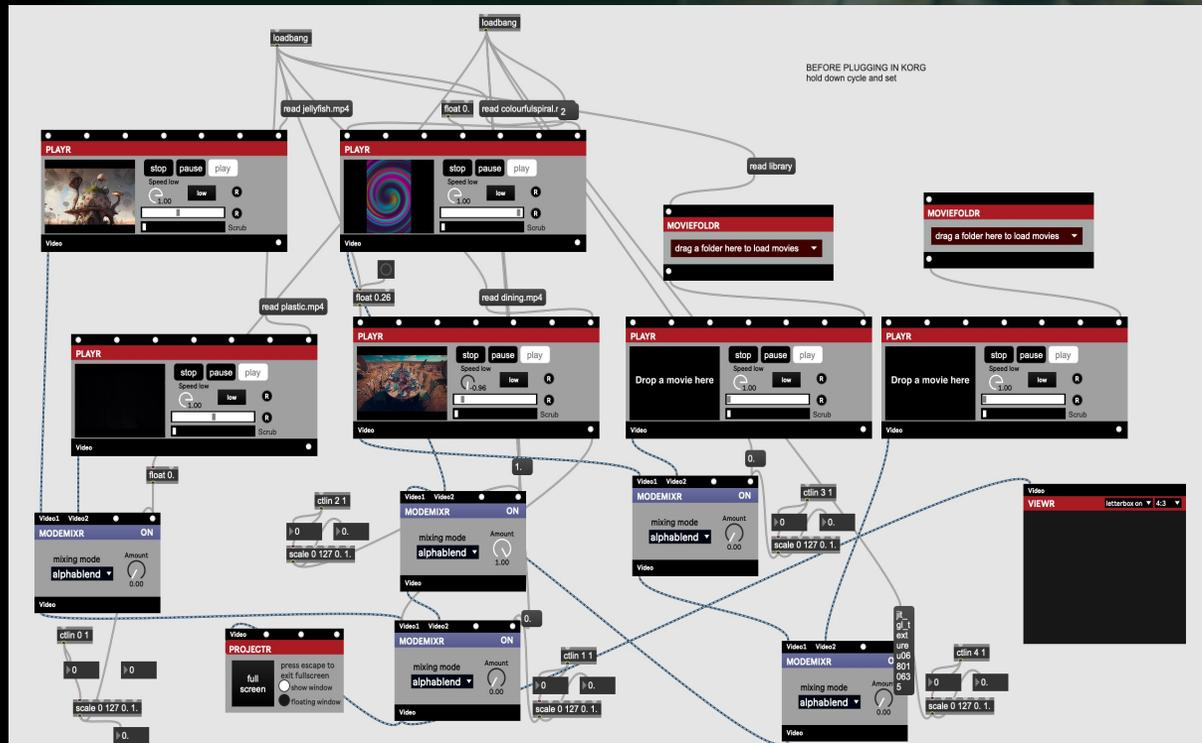 loadbang
loadbang
BEFORE PLUGGING IN KORG
hold down cycle and set
read jellyfish.mp4
float 0.
read colourfulspiral.r
2
PLAYR
stop pause play
Speed low
1.00
low
R
R
Scrub
Video
PLAYR
stop pause play
Speed low
1.00
low
R
R
Scrub
Video
read library
MOVIEFOLDR
drag a folder here to load movies
MOVIEFOLDR
drag a folder here to load movies
float 0.26
read plastic.mp4
read dining.mp4
PLAYR
stop pause play
Speed low
1.00
low
R
R
Scrub
Video
PLAYR
stop pause play
Speed low
-0.96
low
R
R
Scrub
Video
PLAYR
Drop a movie here
stop pause play
Speed low
1.00
low
R
R
Scrub
Video
PLAYR
Drop a movie here
stop pause play
Speed low
1.00
low
R
R
Scrub
Video
float 0.
1.
0.
ctlin 2 1
0
0.
scale 0 127 0. 1.
ctlin 3 1
0
0.
scale 0 127 0. 1.
Video1 Video2
MODEMIXR ON
mixing mode
alphablend
Amount
0.00
Video
Video1 Video2
MODEMIXR ON
mixing mode
alphablend
Amount
1.00
Video
Video1 Video2
MODEMIXR ON
mixing mode
alphablend
Amount
0.00
Video
Video
VIEWR
letterbox on
4:3
ctlin 0 1
0
0
scale 0 127 0. 1.
0.
Video
PROJECTR
full
screen
press escape to
exit fullscreen
show window
floating window
0.
Video1 Video2
MODEMIXR ON
mixing mode
alphablend
Amount
0.00
Video
ctlin 1 1
0
0.
scale 0 127 0. 1.
Video1 Video2
MODEMIXR
mixing mode
alphablend
Amount
0.00
Video
jit_
gl_t
ext
ure
u06
801
063
5
ctlin 4 1
0
0.
scale 0 127 0. 1.